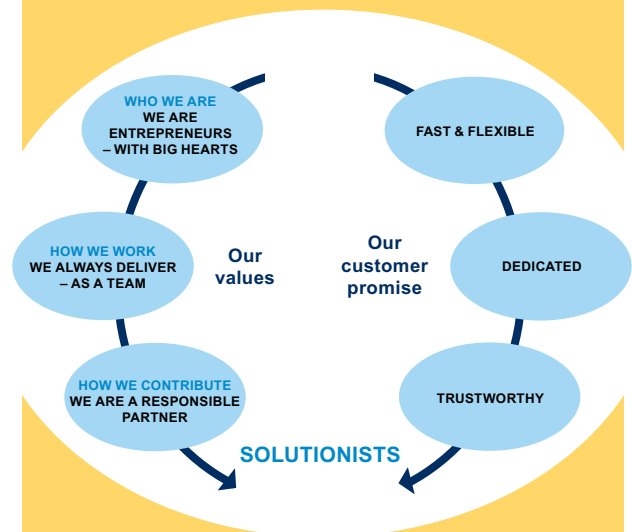 WHO WE ARE
WE ARE
ENTREPRENEURS
– WITH BIG HEARTS
HOW WE WORK
WE ALWAYS DELIVER
– AS A TEAM
HOW WE CONTRIBUTE
WE ARE A RESPONSIBLE
PARTNER
Our
values
Our
customer
promise
FAST & FLEXIBLE
DEDICATED
TRUSTWORTHY
SOLUTIONISTS